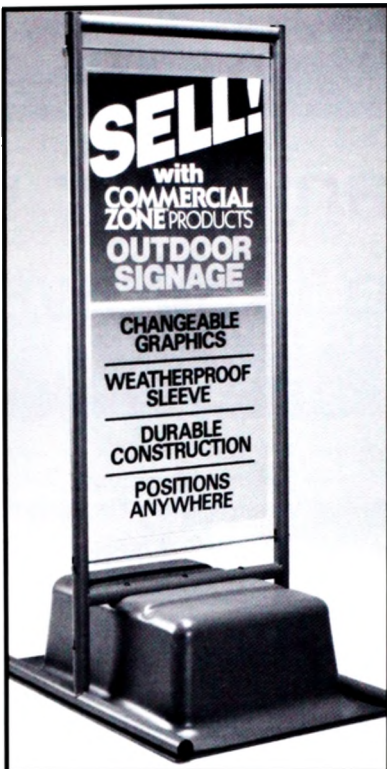 SELL!
with
COMMERCIAL
ZONE PRODUCTS
OUTDOOR
SIGNAGE
CHANGEABLE
GRAPHICS
WEATHERPROOF
SLEEVE
DURABLE
CONSTRUCTION
POSITIONS
ANYWHERE